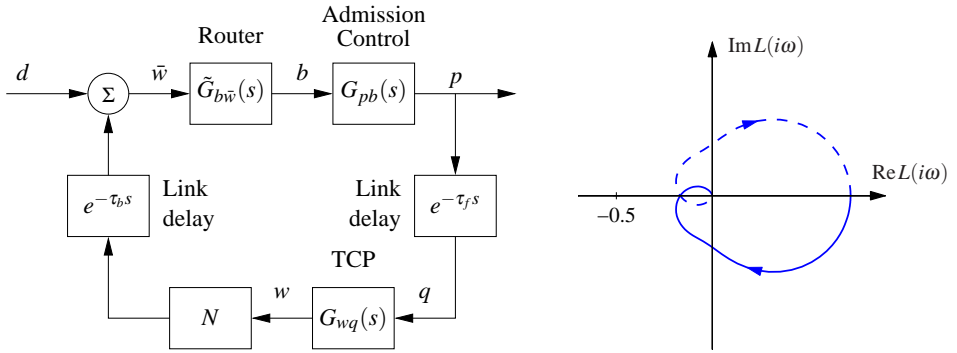 Router
Admission
Control
d
Σ
w̄
G̃_{bw̄}(s)
b
G_{pb}(s)
p
e^{−τ_b s}
Link
delay
Link
delay
e^{−τ_f s}
TCP
N
w
G_{wq}(s)
q
Im L(iω)
Re L(iω)
−0.5